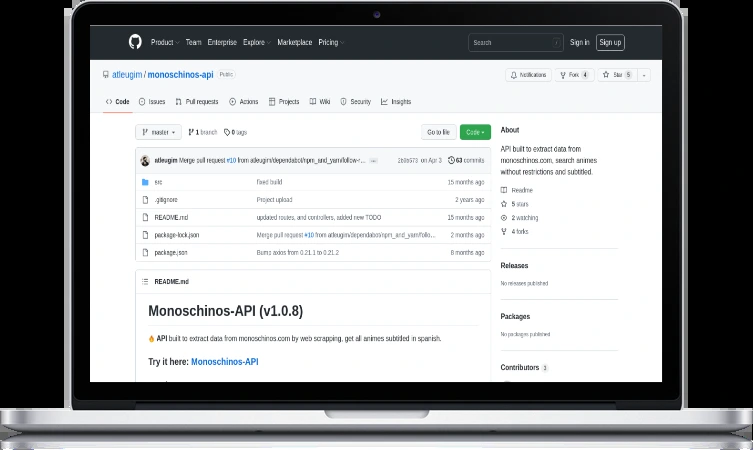 Product Team Enterprise Explore Marketplace Pricing Search / Sign in Sign up
atleugim / monoschinos-api Public Notifications Fork 4 Star 5
Code Issues Pull requests Actions Projects Wiki Security Insights
master 1 branch 0 tags Go to file Code
atleugim Merge pull request #10 from atleugim/dependabot/npm_and_yarn/follow-r... ... on Apr 3 63 commits
src fixed build 15 months ago
.gitignore Project upload 2 years ago
README.md updated routes, and controllers, added new TODO 15 months ago
package-lock.json Merge pull request #10 from atleugim/dependabot/npm_and_yarn/follo... 2 months ago
package.json Bump axios from 0.21.1 to 0.21.2 8 months ago
README.md
Monoschinos-API (v1.0.8)
API built to extract data from monoschinos.com by web scrapping, get all animes subtitled in spanish.
Try it here: Monoschinos-API
About
API built to extract data from
monoschinos.com, search animes
without restrictions and subtitled.
Readme
5 stars
2 watching
4 forks
Releases
No releases published
Packages
No packages published
Contributors